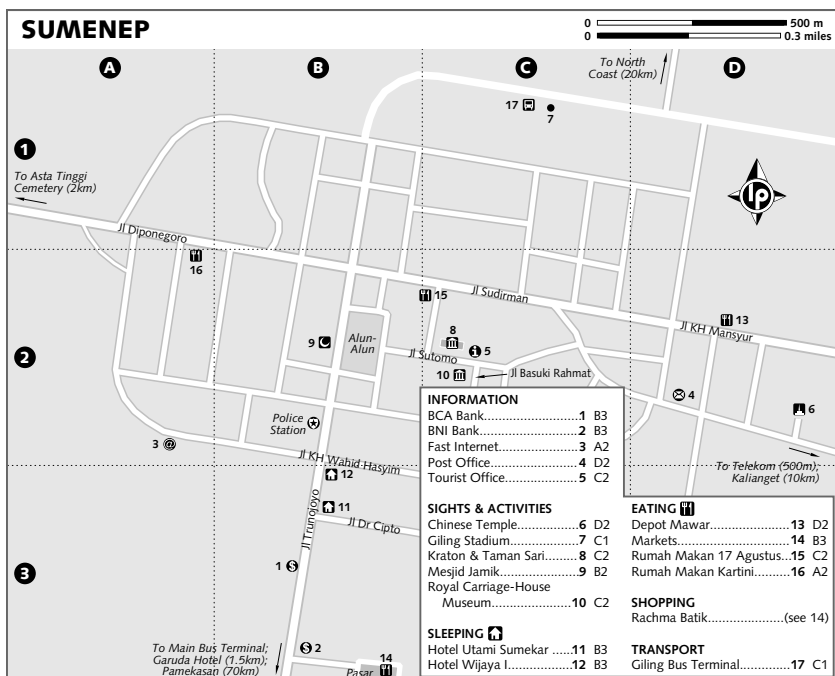 SUMENEP
0 500 m
0 0.3 miles
A
B
C
D
To North
Coast (20km)
17
7
1
To Asta Tinggi
Cemetery (2km)
lp
Jl Diponegoro
16
15
Jl Sudirman
13
Jl KH Mansyur
8
9
Alun-
Alun
5
Jl Sutomo
2
10
Jl Basuki Rahmat
4
6
Police
Station
3 @
Jl KH Wahid Hasyim
To Telekom (500m);
Kalianget (10km)
12
11
Jl Trunojoyo
Jl Dr Cipto
1 $
3
$ 2
To Main Bus Terminal;
Garuda Hotel (1.5km);
Pamekasan (70km)
14
Pasar
INFORMATION
BCA Bank.....................1 B3
BNI Bank.....................2 B3
Fast Internet................3 A2
Post Office..................4 D2
Tourist Office...............5 C2
SIGHTS & ACTIVITIES
Chinese Temple...............6 D2
Giling Stadium...............7 C1
Kraton & Taman Sari..........8 C2
Mesjid Jamik.................9 B2
Royal Carriage-House
Museum.....................10 C2
SLEEPING
Hotel Utami Sumekar ..11 B3
Hotel Wijaya I...............12 B3
EATING
Depot Mawar..................13 D2
Markets......................14 B3
Rumah Makan 17 Agustus...15 C2
Rumah Makan Kartini......16 A2
SHOPPING
Rachma Batik...............(see 14)
TRANSPORT
Giling Bus Terminal........17 C1